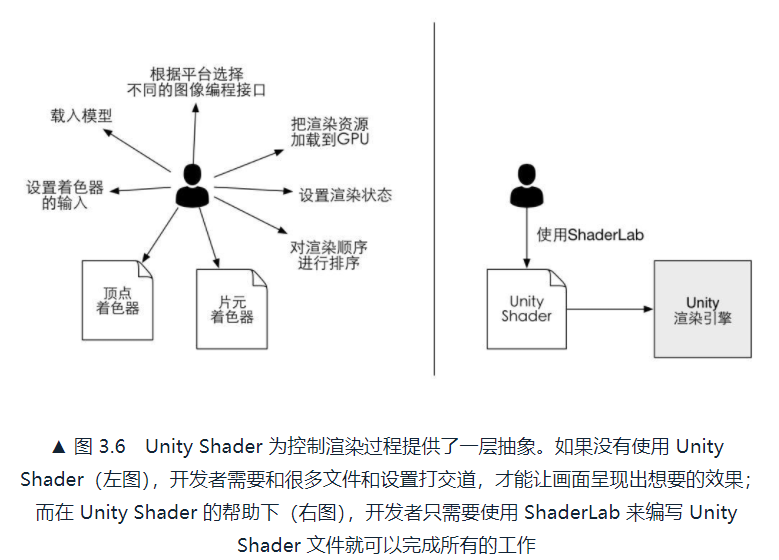 根据平台选择
不同的图像编程接口
载入模型
把渲染资源
加载到GPU
设置着色器
的输入
设置渲染状态
对渲染顺序
进行排序
顶点
着色器
片元
着色器
使用ShaderLab
Unity
Shader
Unity
渲染引擎
▲ 图 3.6 Unity Shader 为控制渲染过程提供了一层抽象。如果没有使用 Unity
Shader（左图），开发者需要和很多文件和设置打交道，才能让画面呈现出想要的效果；
而在 Unity Shader 的帮助下（右图），开发者只需要使用 ShaderLab 来编写 Unity
Shader 文件就可以完成所有的工作